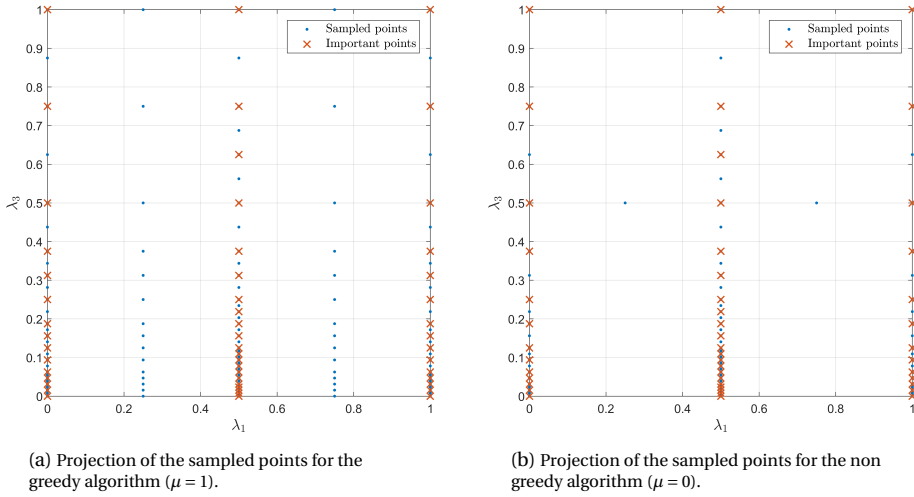 1
0.9
0.8
0.7
0.6
0.5
0.4
0.3
0.2
0.1
0
λ3
0 0.2 0.4 0.6 0.8 1
λ1
Sampled points
Important points
(a) Projection of the sampled points for the
greedy algorithm (μ = 1).
1
0.9
0.8
0.7
0.6
0.5
0.4
0.3
0.2
0.1
0
λ3
0 0.2 0.4 0.6 0.8 1
λ1
Sampled points
Important points
(b) Projection of the sampled points for the non
greedy algorithm (μ = 0).